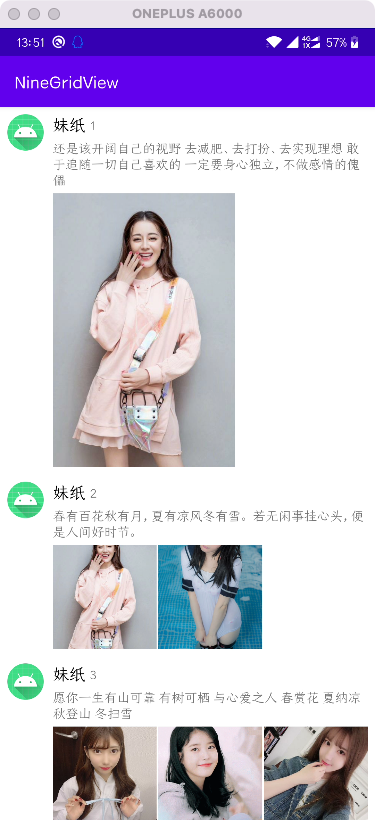 ONEPLUS A6000
13:51
4G
1X
57%
NineGridView
妹纸 1
还是该开阔自己的视野 去减肥、去打扮、去实现理想 敢
于追随一切自己喜欢的 一定要身心独立, 不做感情的傀
儡
妹纸 2
春有百花秋有月, 夏有凉风冬有雪。若无闲事挂心头, 便
是人间好时节。
妹纸 3
愿你一生有山可靠 有树可栖 与心爱之人 春赏花 夏纳凉
秋登山 冬扫雪